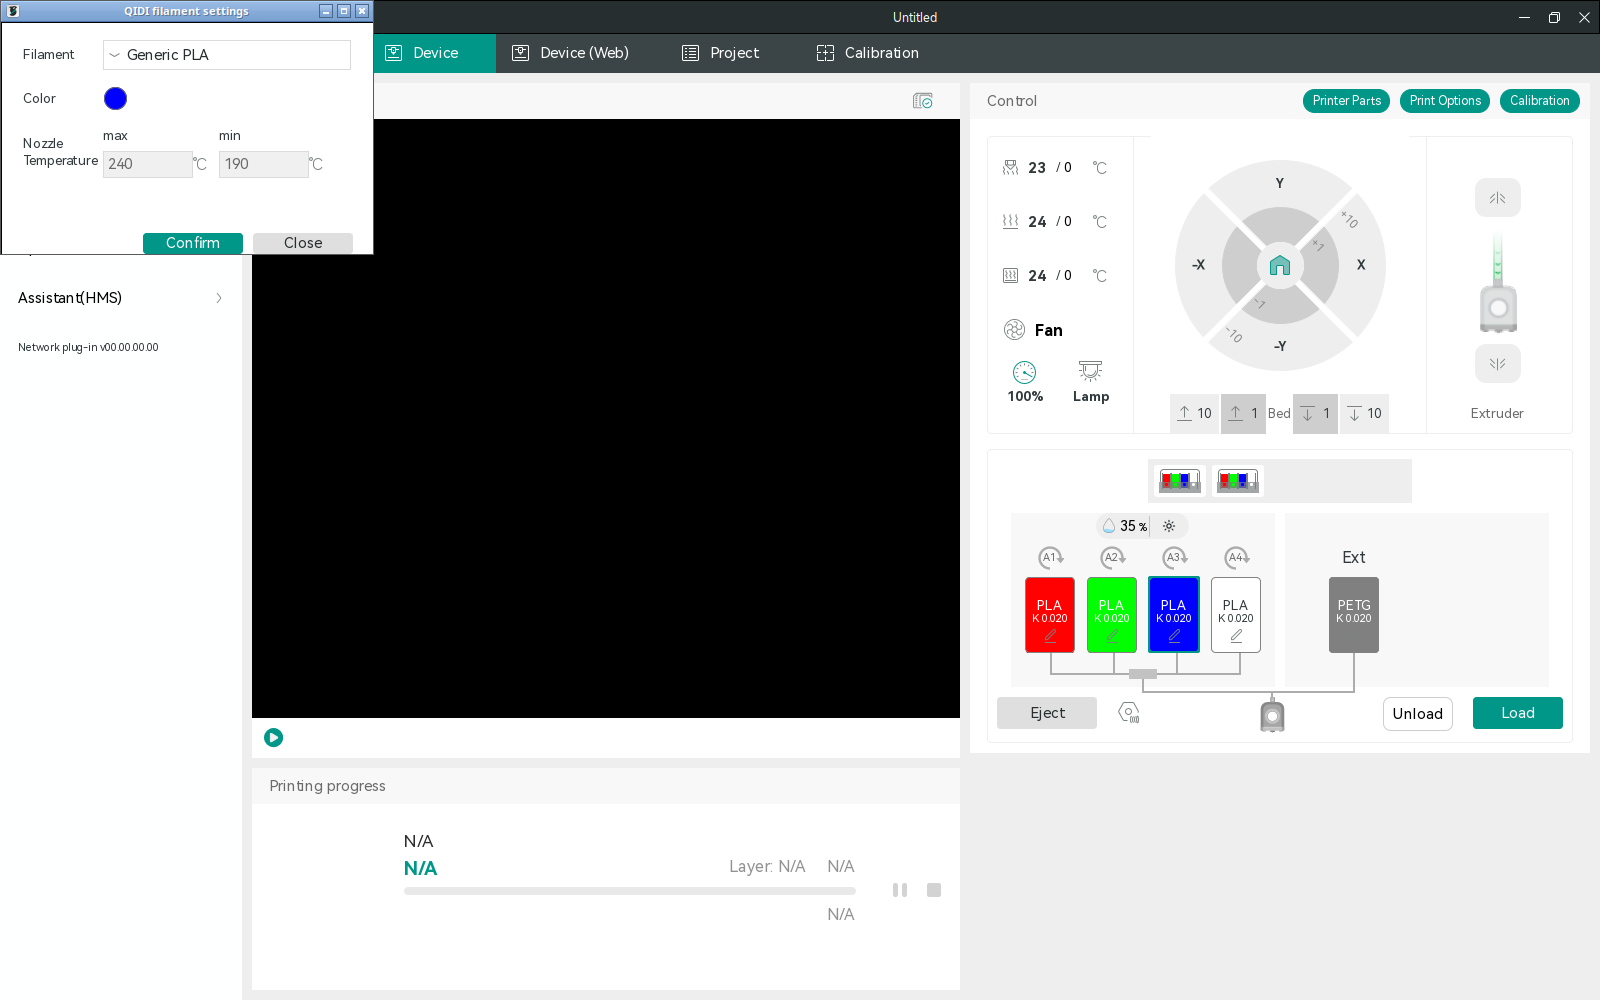 QIDI filament settings
Untitled
Filament
Generic PLA
Color
Nozzle
Temperature
max
240 °C
min
190 °C
Confirm
Close
Device
Device (Web)
Project
Calibration
Assistant(HMS)
Network plug-in v00.00.00.00
Control
Printer Parts
Print Options
Calibration
23 / 0 °C
24 / 0 °C
24 / 0 °C
Fan
100%
Lamp
Y
+10
+1
-X
X
-1
-10
-Y
10
1
Bed
1
10
Extruder
35 %
A1
A2
A3
A4
Ext
PLA
K 0.020
PLA
K 0.020
PLA
K 0.020
PLA
K 0.020
PETG
K 0.020
Eject
Unload
Load
Printing progress
N/A
N/A
Layer: N/A
N/A
N/A